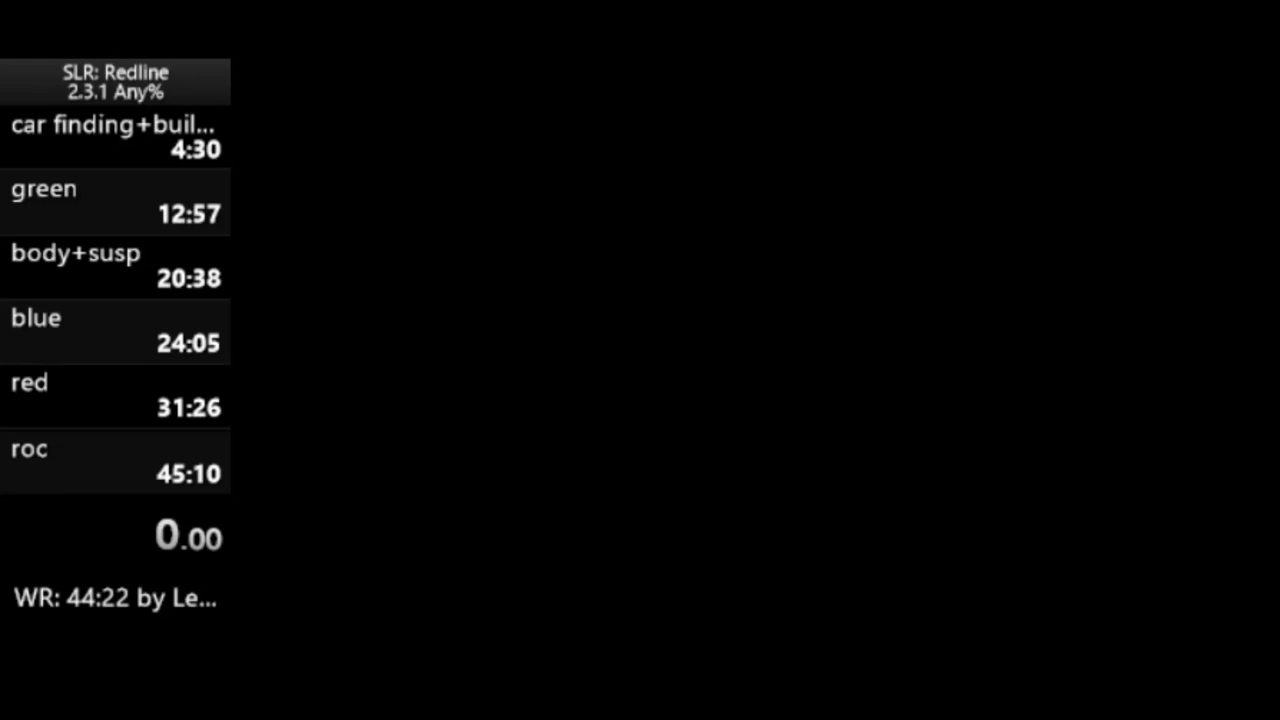 SLR: Redline
2.3.1 Any%
car finding+buil...
4:30
green
12:57
body+susp
20:38
blue
24:05
red
31:26
roc
45:10
0.00
WR: 44:22 by Le...